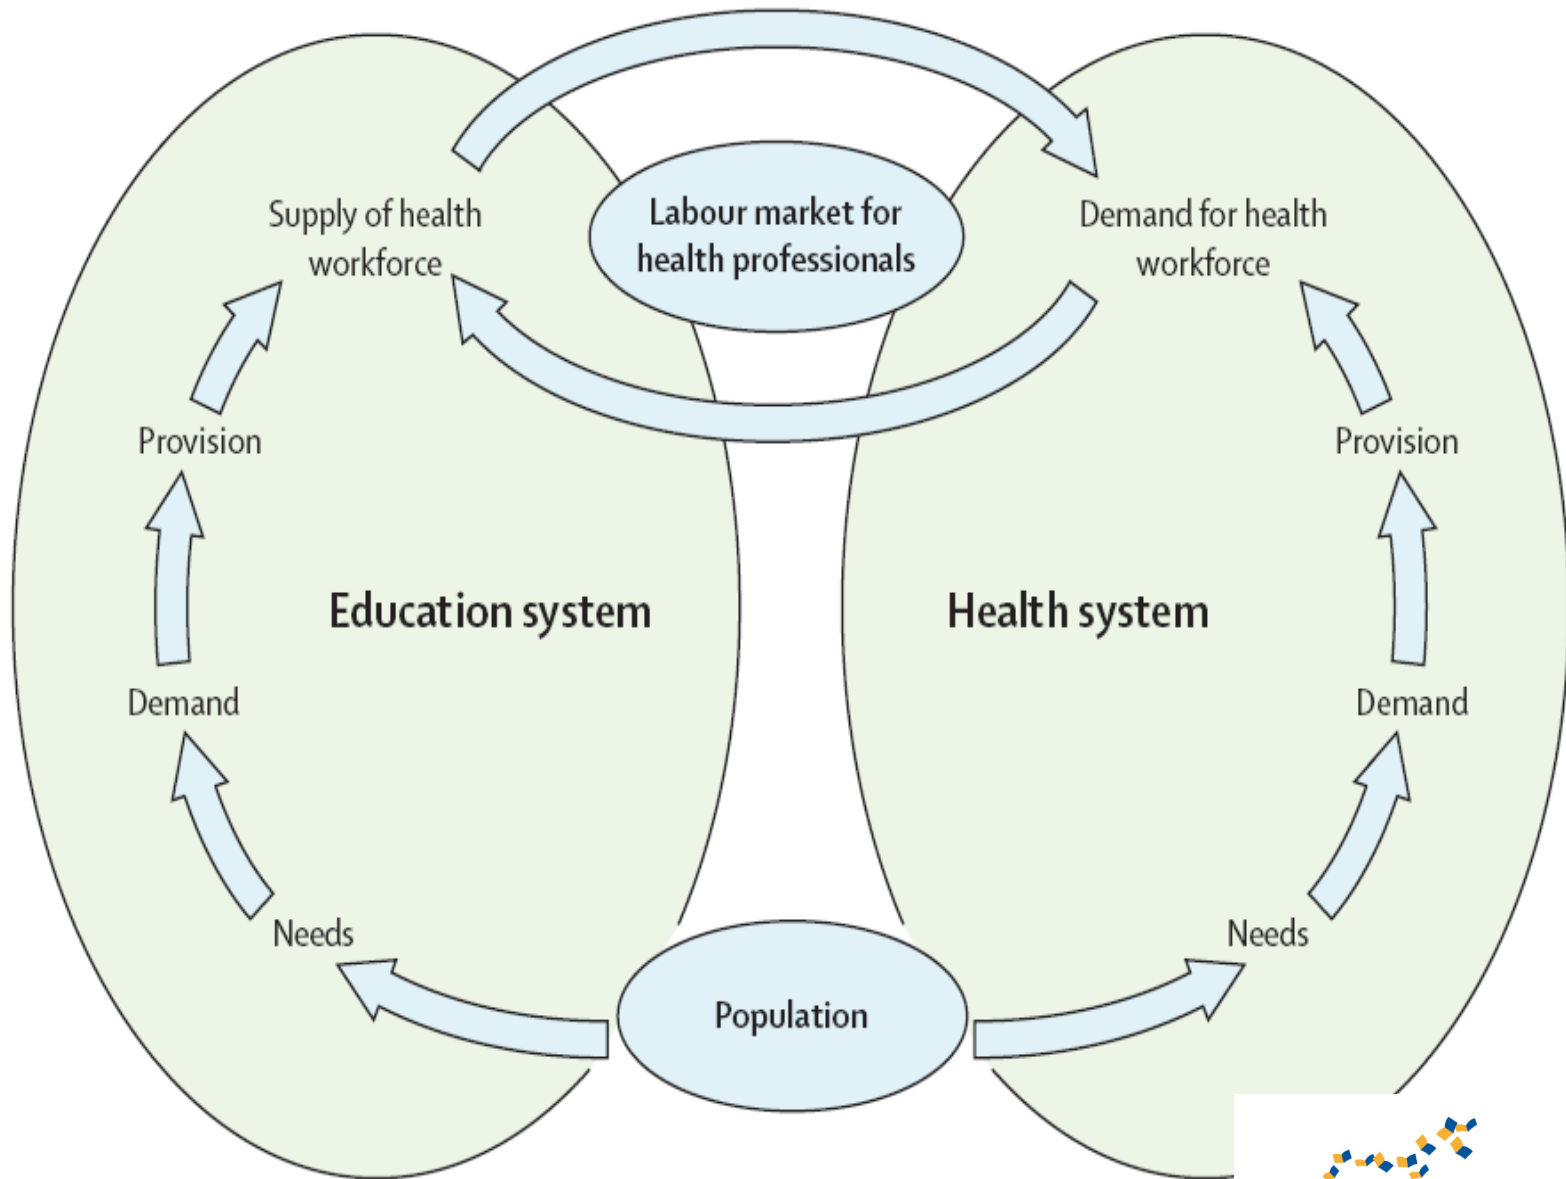 Supply of health
workforce
Labour market for
health professionals
Demand for health
workforce
Provision
Provision
Education system
Health system
Demand
Demand
Needs
Needs
Population